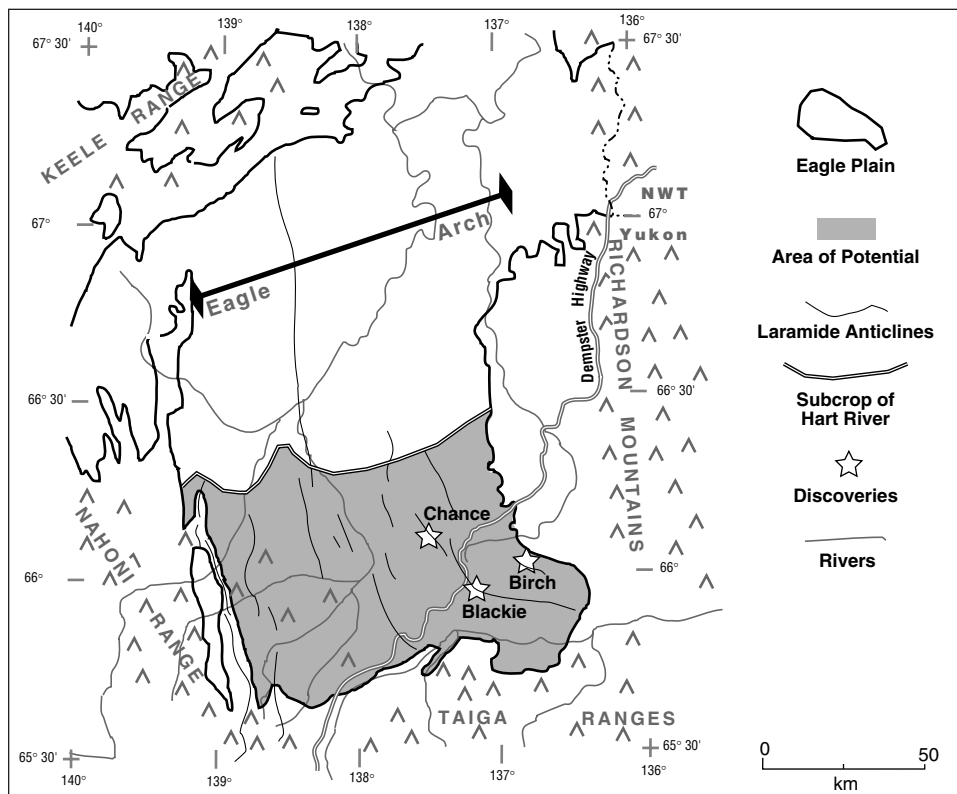 140°
139°
138°
137°
136°
67° 30'
67° 30'
KEELE RANGE
NWT
67°
67°
Yukon
Eagle Arch
Dempster Highway
RICHARDSON MOUNTAINS
66° 30'
66° 30'
Chance
NAHONI RANGE
66°
66°
Birch
Blackie
TAIGA RANGES
65° 30'
65° 30'
140°
139°
138°
137°
136°
Eagle Plain
Area of Potential
Laramide Anticlines
Subcrop of
Hart River
Discoveries
Rivers
0 50
km